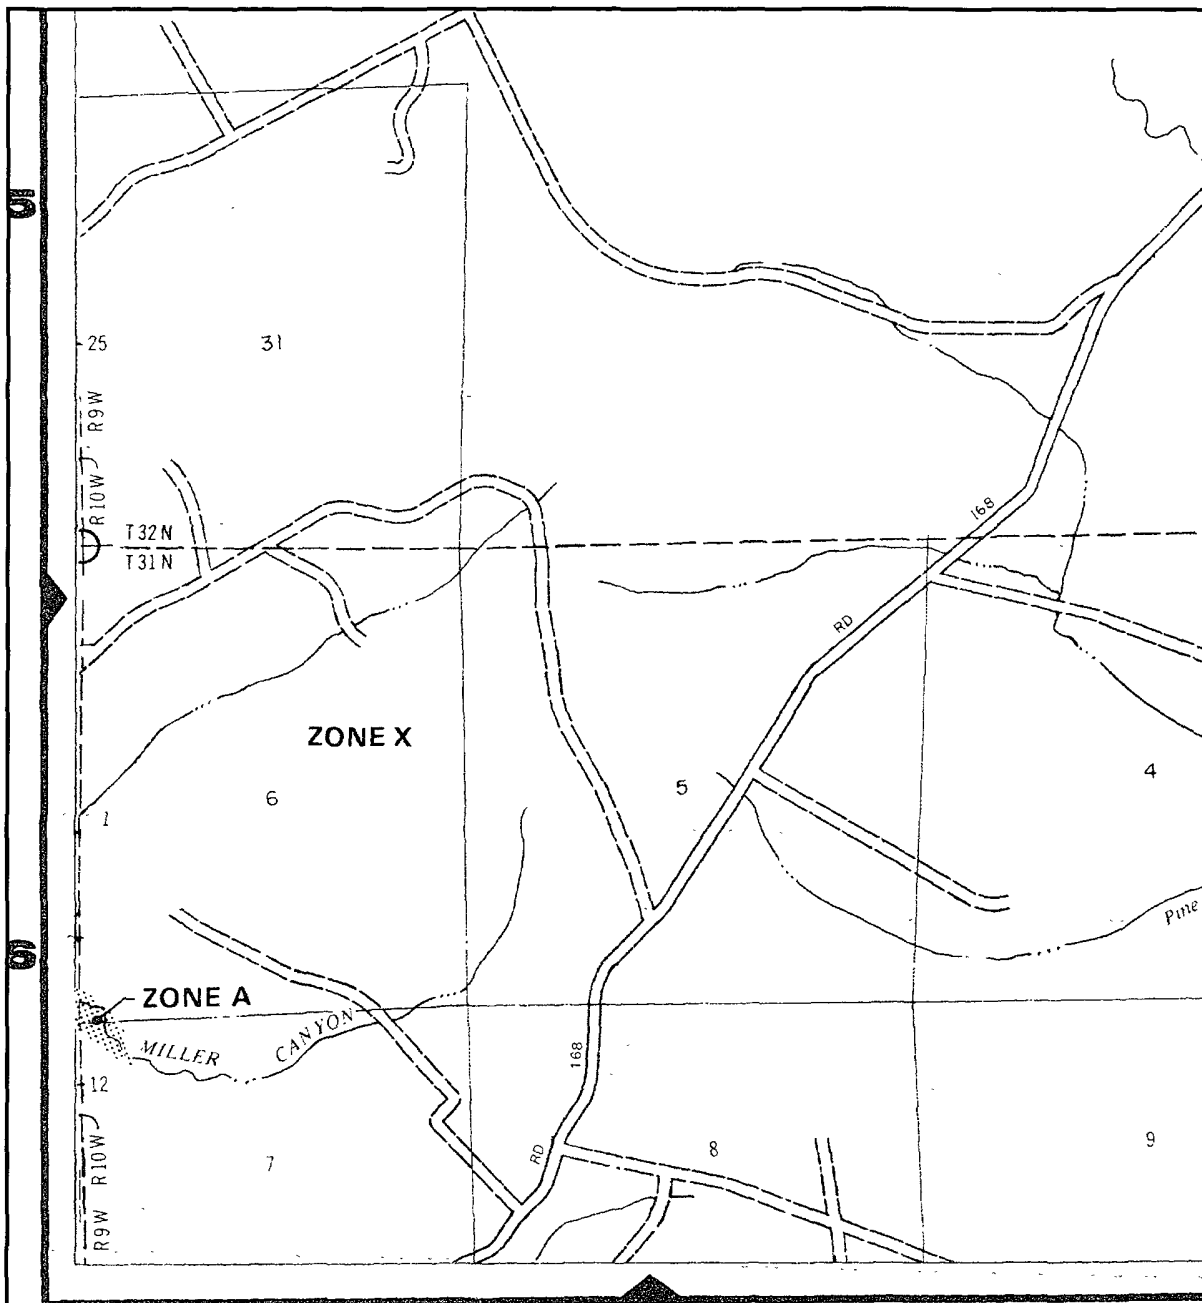 25
31
R10W R9W
T32N
T31N
168
RD
ZONE X
6
5
4
1
Pine
ZONE A
MILLER CANYON
168
12
R9W R10W
RD
7
8
9